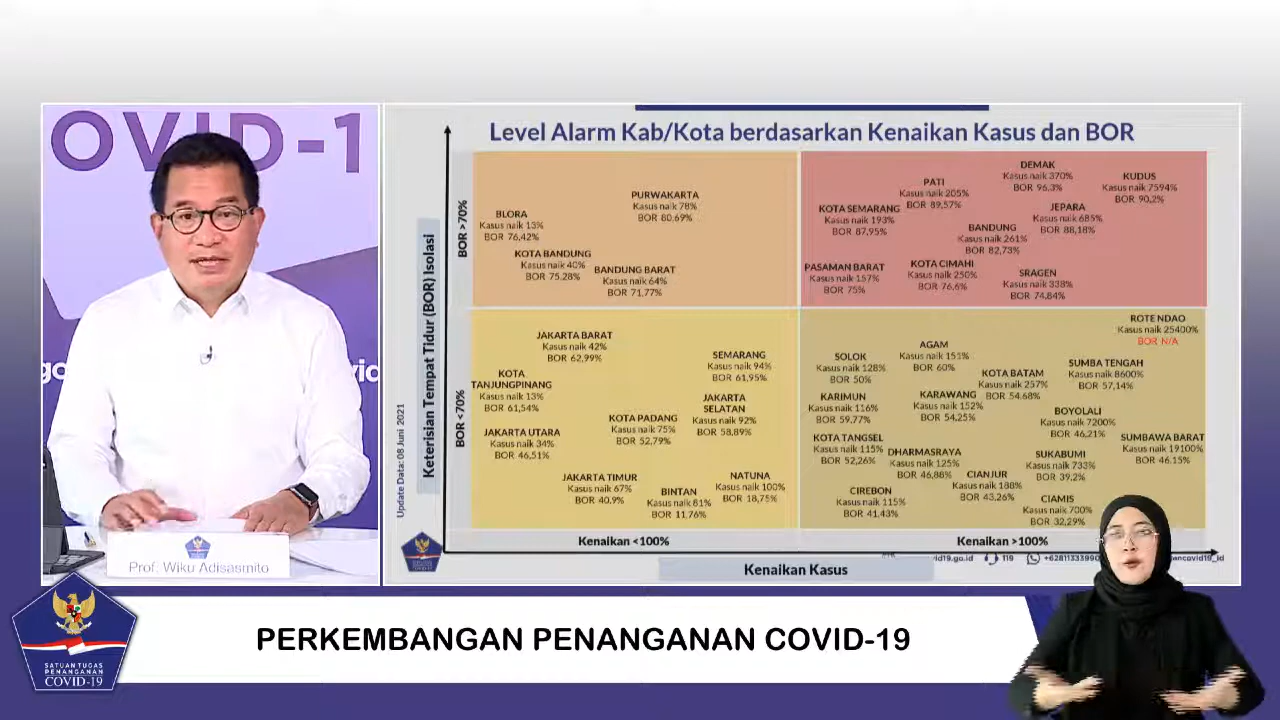 OVID-1
Level Alarm Kab/Kota berdasarkan Kenaikan Kasus dan BOR
Keterisian Tempat Tidur (BOR) Isolasi
BOR >70%
BOR <70%
Update Data: 08 Juni 2021
BLORA
Kasus naik 13%
BOR 76,42%
PURWAKARTA
Kasus naik 78%
BOR 80,69%
KOTA BANDUNG
Kasus naik 40%
BOR 75,28%
BANDUNG BARAT
Kasus naik 64%
BOR 71,77%
DEMAK
Kasus naik 370%
BOR 96,3%
KUDUS
Kasus naik 7594%
BOR 90,2%
PATI
Kasus naik 205%
BOR 89,57%
KOTA SEMARANG
Kasus naik 193%
BOR 87,95%
JEPARA
Kasus naik 685%
BOR 88,18%
BANDUNG
Kasus naik 261%
BOR 82,73%
PASAMAN BARAT
Kasus naik 157%
BOR 75%
KOTA CIMAHI
Kasus naik 250%
BOR 76,6%
SRAGEN
Kasus naik 338%
BOR 74,84%
JAKARTA BARAT
Kasus naik 42%
BOR 62,99%
SEMARANG
Kasus naik 94%
BOR 61,95%
KOTA
TANJUNGPINANG
Kasus naik 13%
BOR 61,54%
JAKARTA
SELATAN
Kasus naik 92%
BOR 58,89%
KOTA PADANG
Kasus naik 75%
BOR 52,79%
JAKARTA UTARA
Kasus naik 34%
BOR 46,51%
JAKARTA TIMUR
Kasus naik 67%
BOR 40,9%
BINTAN
Kasus naik 81%
BOR 11,76%
NATUNA
Kasus naik 100%
BOR 18,75%
ROTE NDAO
Kasus naik 25400%
BOR N/A
AGAM
Kasus naik 151%
BOR 60%
SOLOK
Kasus naik 128%
BOR 50%
SUMBA TENGAH
Kasus naik 8600%
BOR 57,14%
KOTA BATAM
Kasus naik 257%
BOR 54,68%
KARIMUN
Kasus naik 116%
BOR 59,77%
KARAWANG
Kasus naik 152%
BOR 54,25%
BOYOLALI
Kasus naik 7200%
BOR 46,21%
KOTA TANGSEL
Kasus naik 115%
BOR 52,26%
DHARMASRAYA
Kasus naik 125%
BOR 46,88%
SUMBAWA BARAT
Kasus naik 19100%
BOR 46,15%
SUKABUMI
Kasus naik 733%
BOR 39,2%
CIANJUR
Kasus naik 188%
BOR 43,26%
CIREBON
Kasus naik 115%
BOR 41,43%
CIAMIS
Kasus naik 700%
BOR 32,29%
Kenaikan <100%
Kenaikan >100%
Kenaikan Kasus
id19.go.id
119
Prof. Wiku Adisasmito
PERKEMBANGAN PENANGANAN COVID-19
SATUAN TUGAS
PENANGANAN
COVID-19